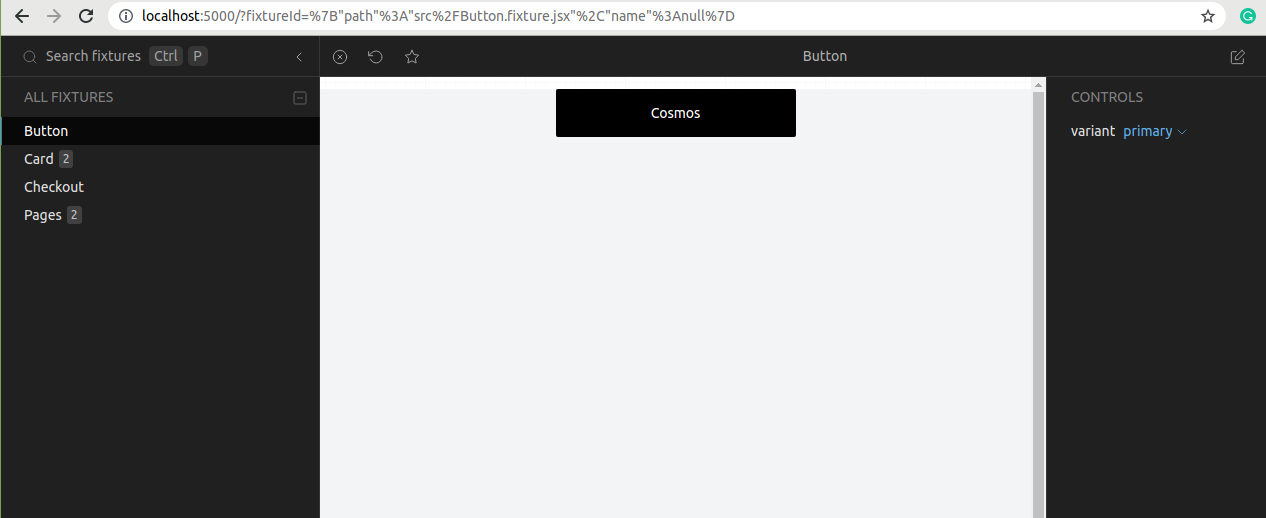 localhost:5000/?fixtureId=%7B"path"%3A"src%2FButton.fixture.jsx"%2C"name"%3Anull%7D
Search fixtures Ctrl P
Button
ALL FIXTURES
Button
Card 2
Checkout
Pages 2
Cosmos
CONTROLS
variant primary